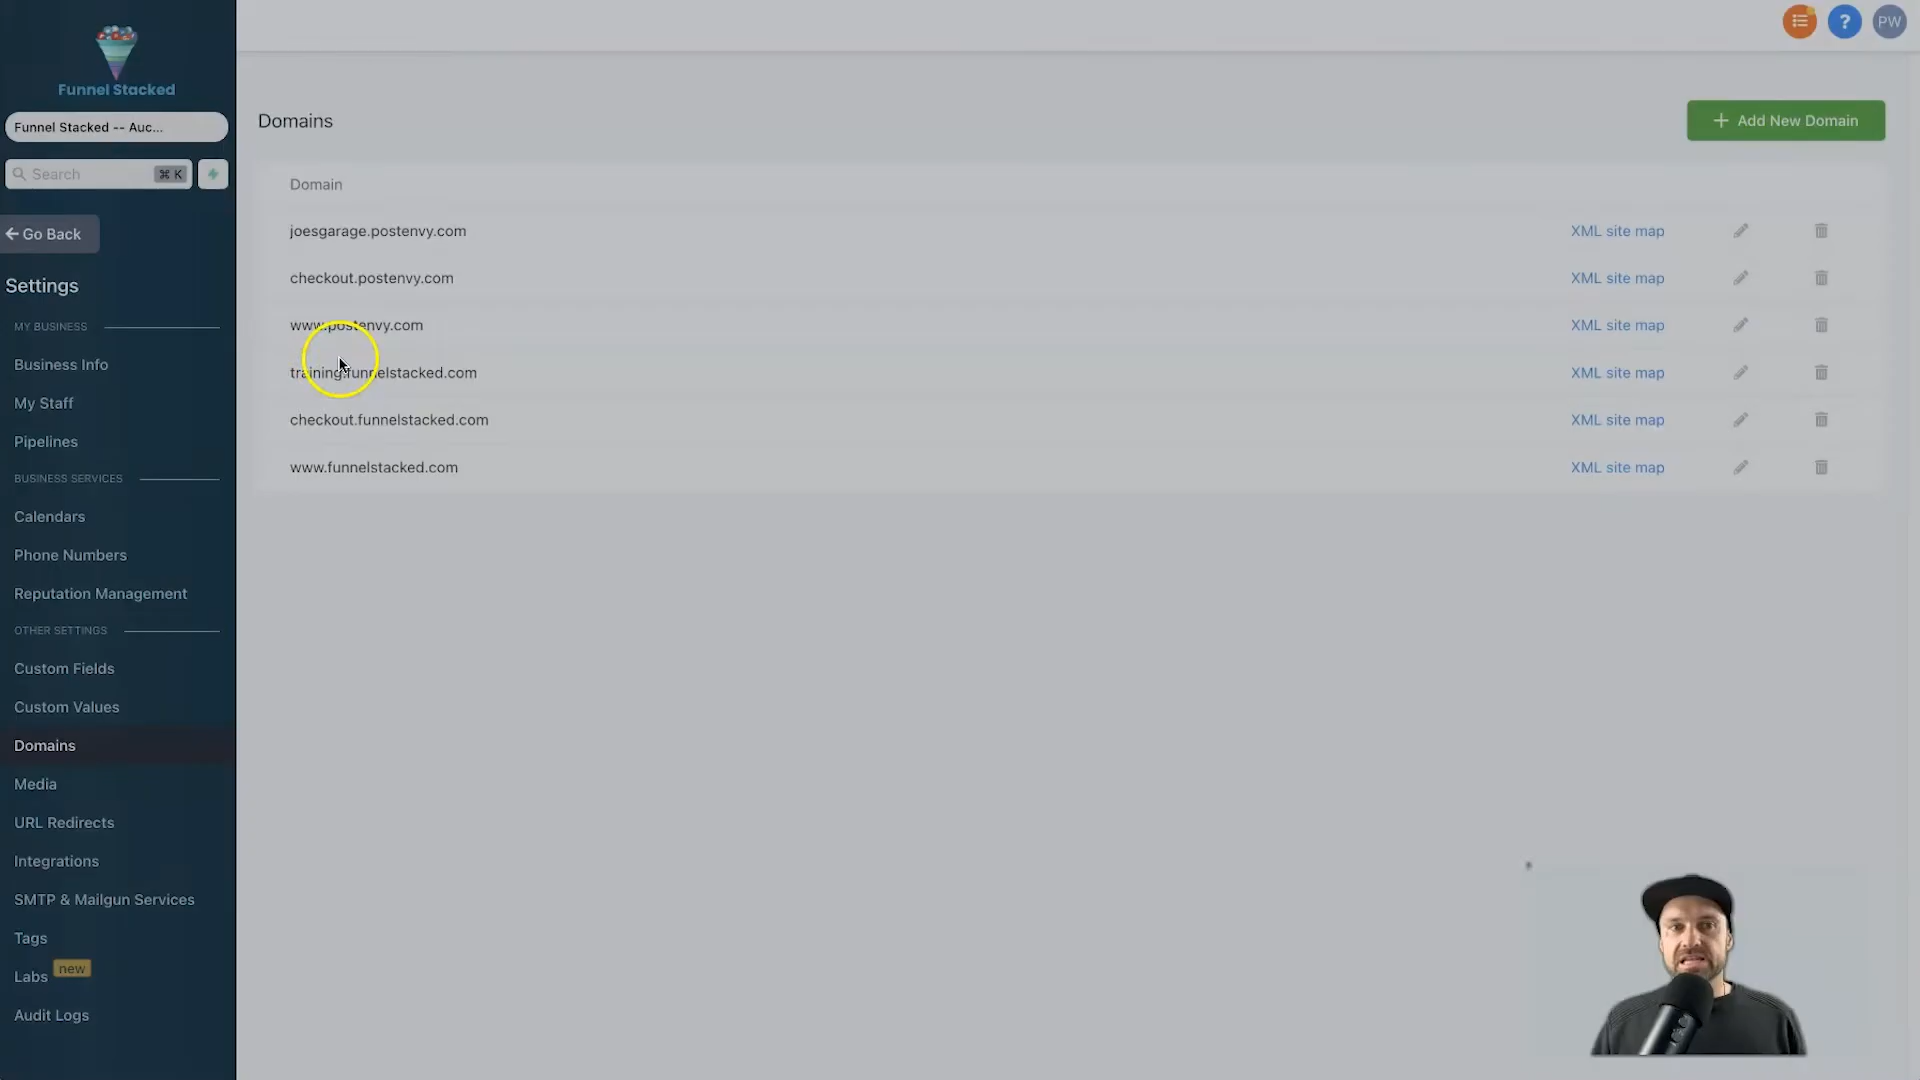 PW
Funnel Stacked
Funnel Stacked -- Auc...
Search ⌘ K
Go Back
Settings
MY BUSINESS
Business Info
My Staff
Pipelines
BUSINESS SERVICES
Calendars
Phone Numbers
Reputation Management
OTHER SETTINGS
Custom Fields
Custom Values
Domains
Media
URL Redirects
Integrations
SMTP & Mailgun Services
Tags
Labs new
Audit Logs
?
Domains
+ Add New Domain
Domain
joesgarage.postenvy.com XML site map
checkout.postenvy.com XML site map
www.postenvy.com XML site map
training.funnelstacked.com XML site map
checkout.funnelstacked.com XML site map
www.funnelstacked.com XML site map